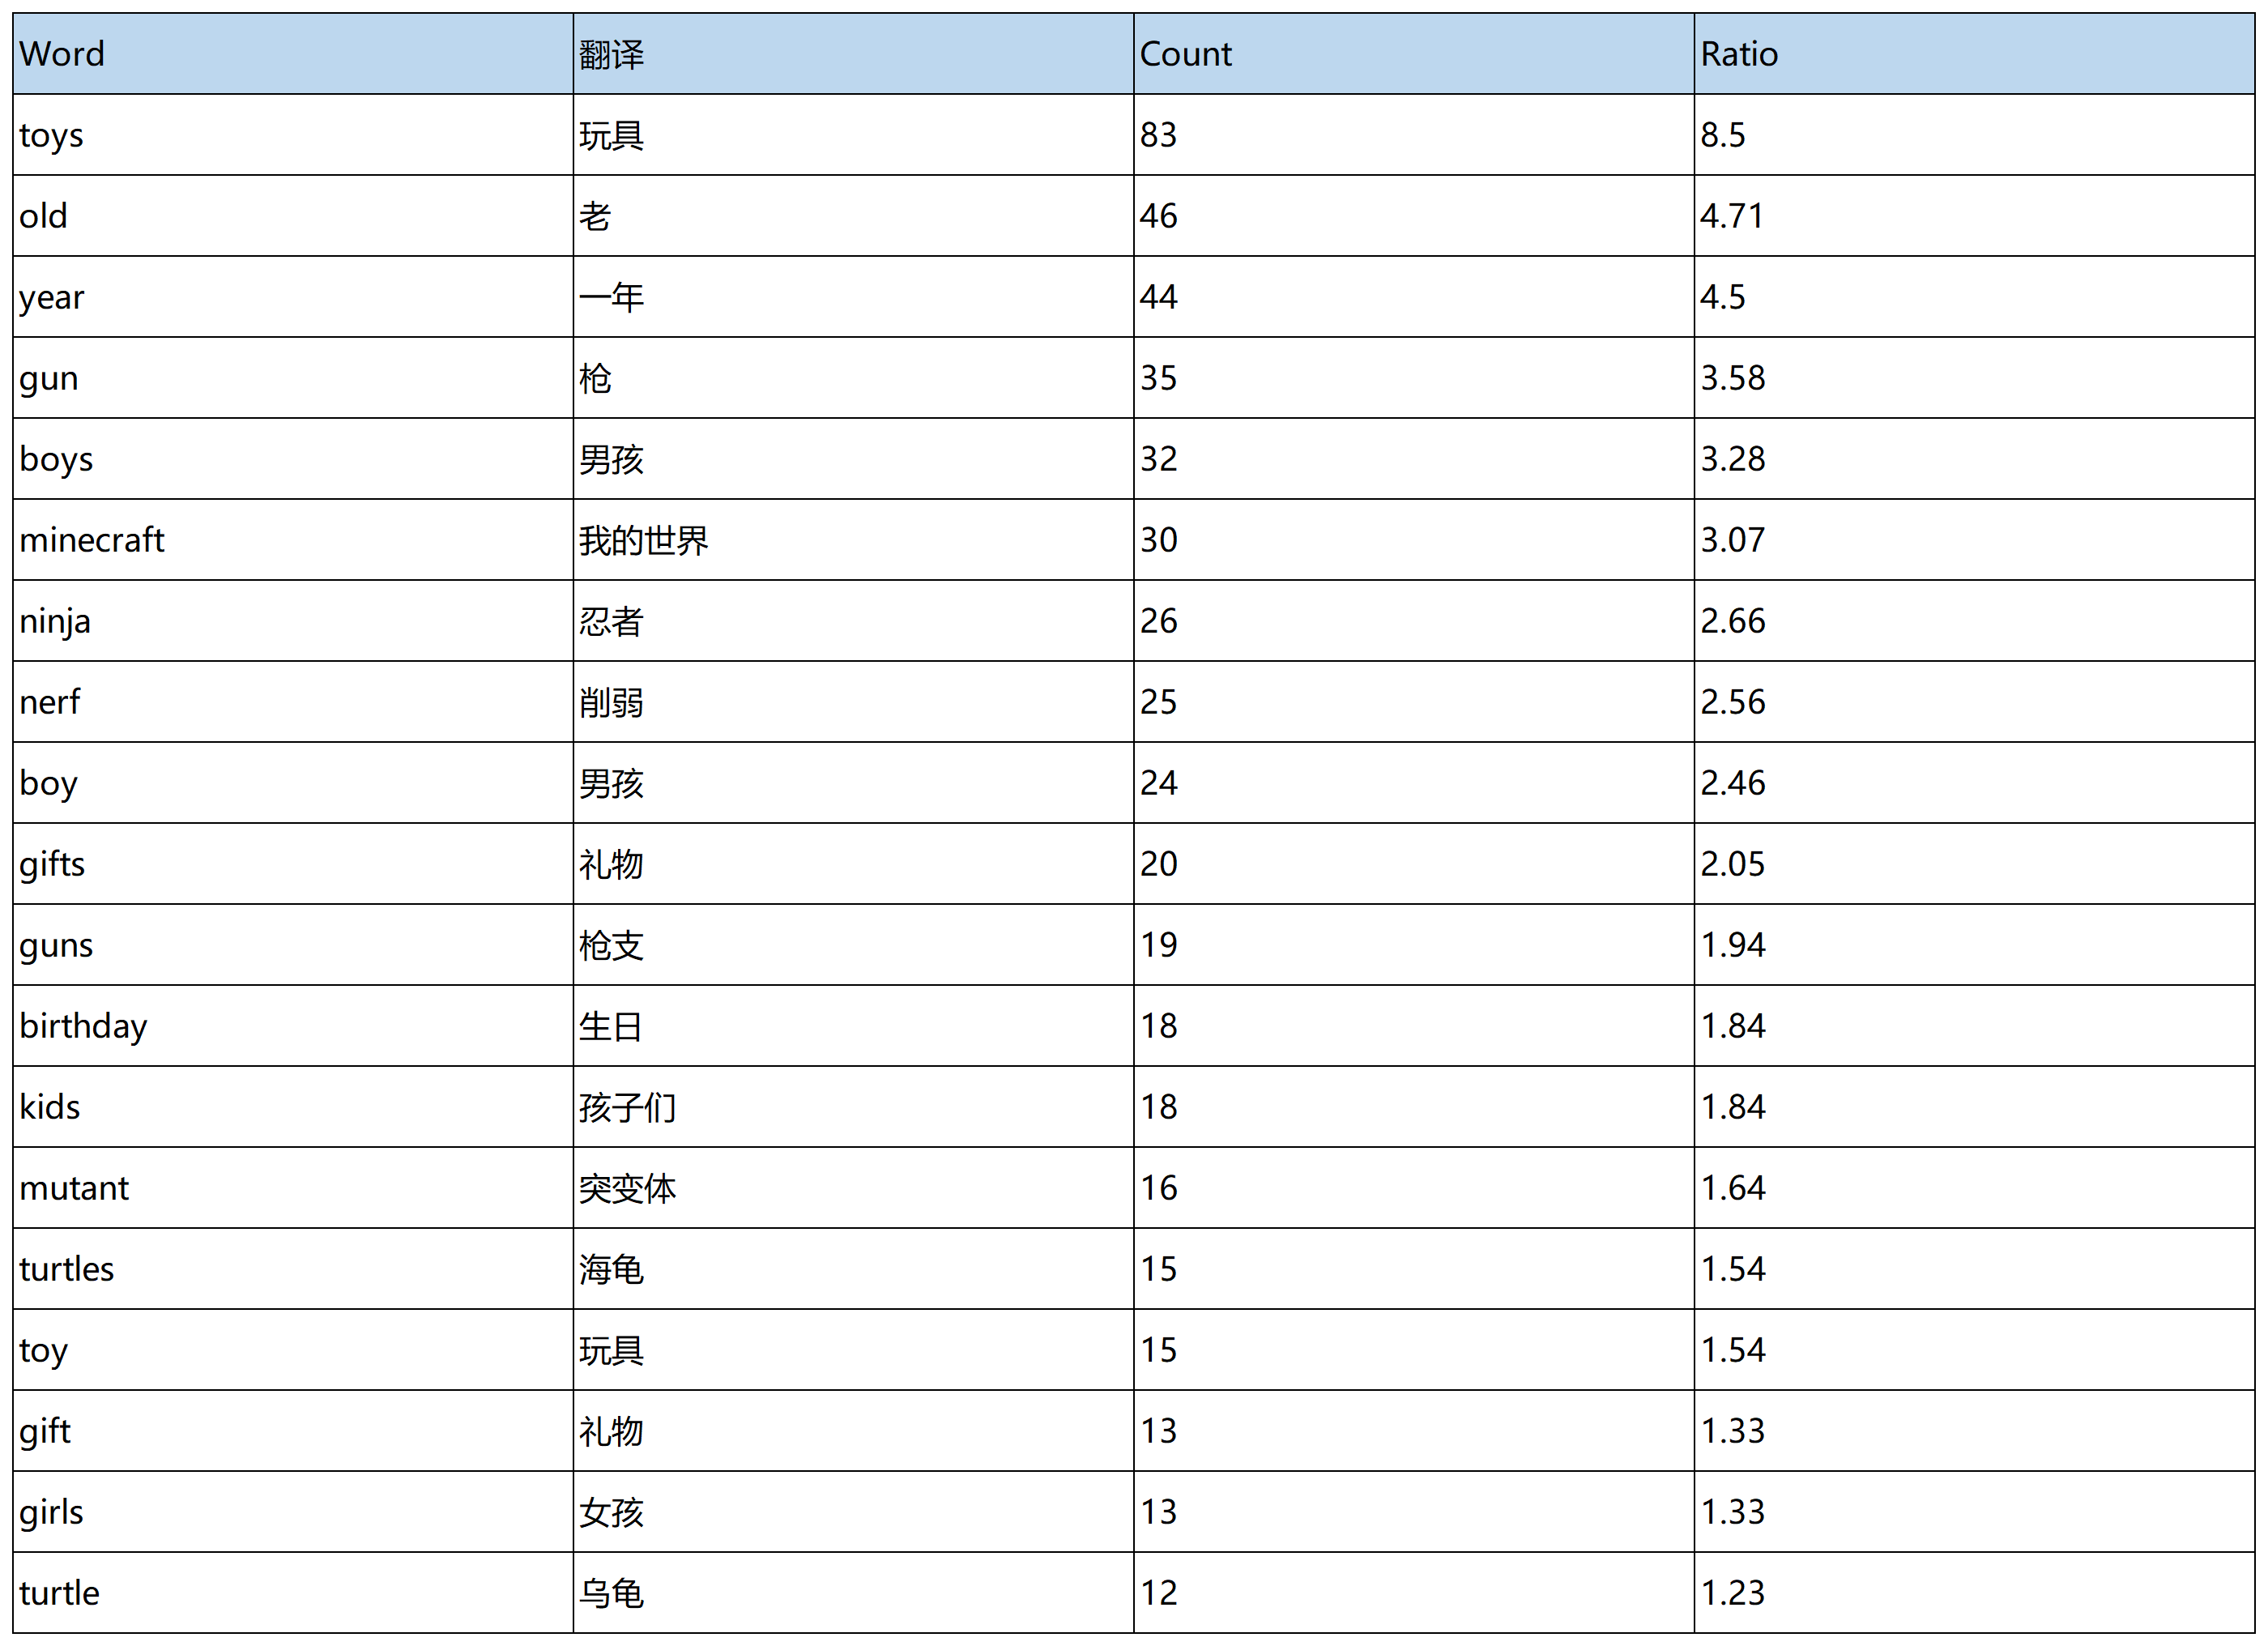 Word 翻译 Count Ratio
toys 玩具 83 8.5
old 老 46 4.71
year 一年 44 4.5
gun 枪 35 3.58
boys 男孩 32 3.28
minecraft 我的世界 30 3.07
ninja 忍者 26 2.66
nerf 削弱 25 2.56
boy 男孩 24 2.46
gifts 礼物 20 2.05
guns 枪支 19 1.94
birthday 生日 18 1.84
kids 孩子们 18 1.84
mutant 突变体 16 1.64
turtles 海龟 15 1.54
toy 玩具 15 1.54
gift 礼物 13 1.33
girls 女孩 13 1.33
turtle 乌龟 12 1.23